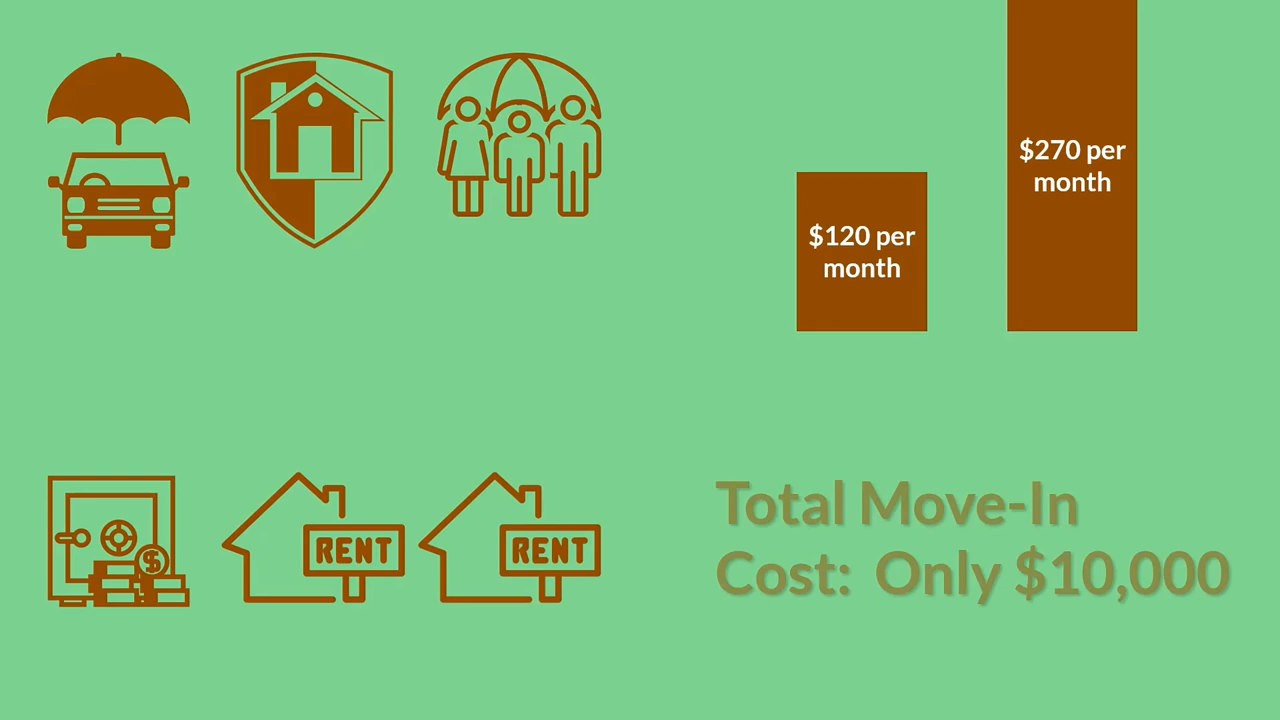 $270 per
month
$120 per
month
RENT
RENT
$
Total Move-In
Cost:  Only $10,000